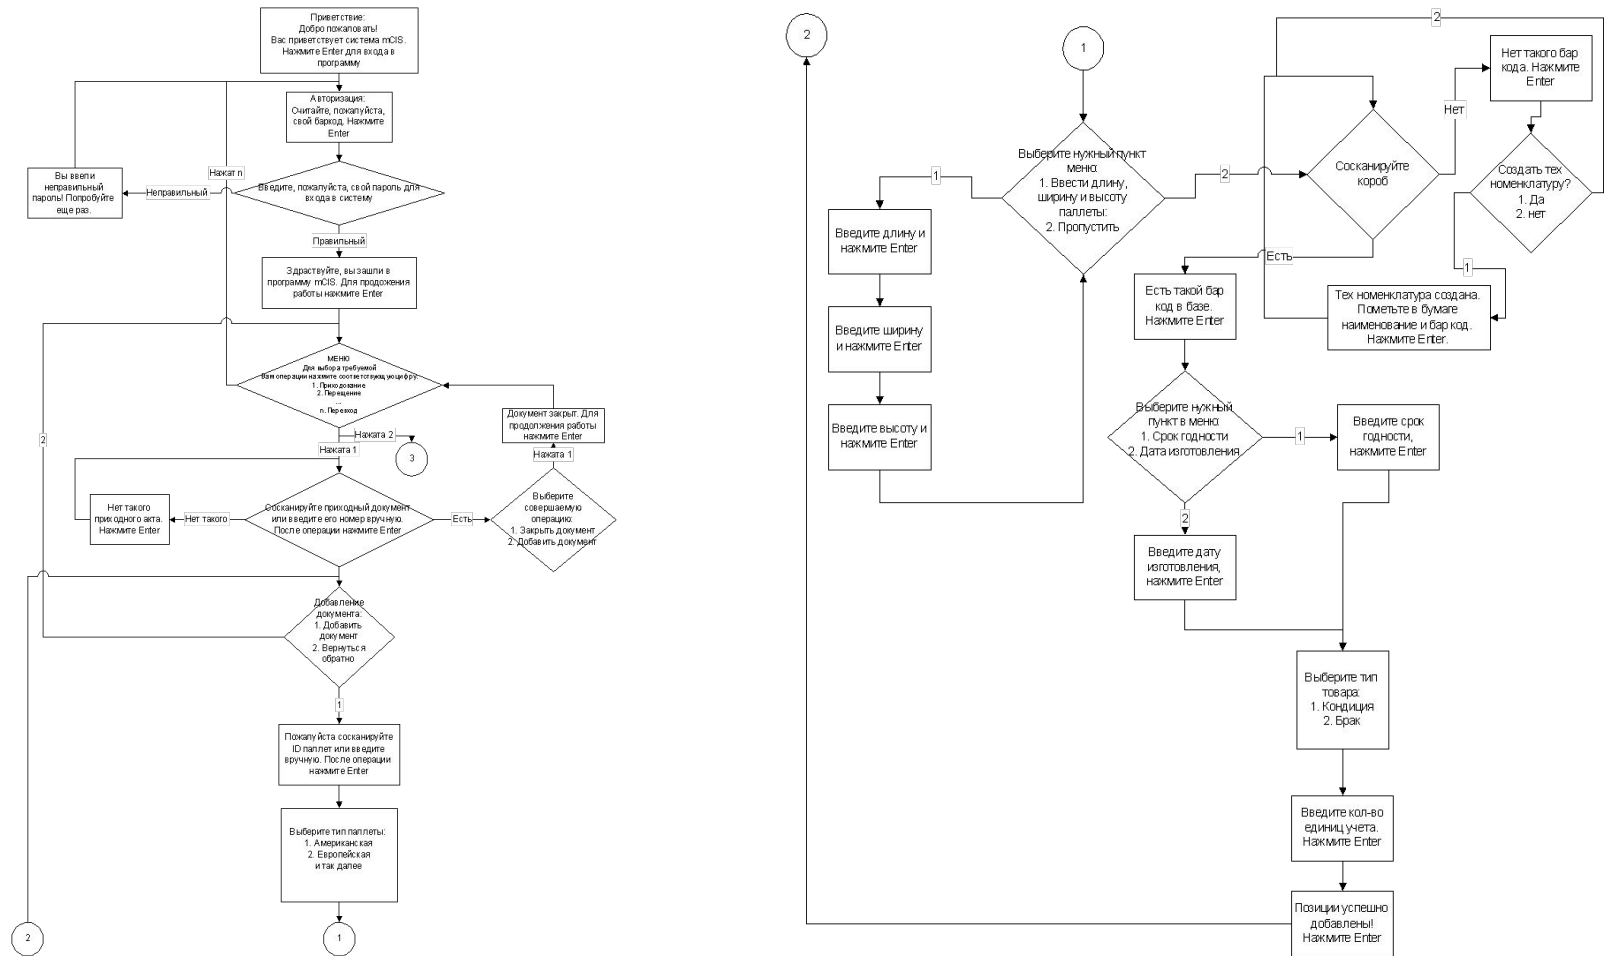 Приветствие:
Добро пожаловать!
Вас приветствует система mCIS.
Нажмите Enter для входа в
программу
Авторизация:
Считайте, пожалуйста,
свой баркод. Нажмите
Enter
Нажат n
Вы ввели
неправильный
пароль! Попробуйте
еще раз.
Неправильный
Введите, пожалуйста, свой пароль для
входа в систему
Правильный
Здраствуйте, вы зашли в
программу mCIS. Для продожения
работы нажмите Enter
МЕНЮ
Для выбора требуемой
Вам операции нажмите соответствующую цифру.
1. Приходование
2. Перещение
...
n. Переход
2
Нажата 2
Нажата 1
3
Документ закрыт. Для
продолжения работы
нажмите Enter
Нажата 1
Нет такого
приходного акта.
Нажмите Enter
Нет такого
Сосканируйте приходный документ
или введите его номер вручную.
После операции нажмите Enter
Есть
Выберите
совершаемую
операцию:
1. Закрыть документ
2. Добавить документ
Добавление
документа:
1. Добавить
документ
2. Вернуться
обратно
1
Пожалуйста сосканируйте
ID паллет или введите
вручную. После операции
нажмите Enter
Выберите тип паллеты:
1. Американская
2. Европейская
и так далее
2
1
2
1
Выберите нужный пункт
меню:
1. Ввести длину,
ширину и высоту
паллеты:
2. Пропустить
1
2
Введите длину и
нажмите Enter
Введите ширину
и нажмите Enter
Введите высоту и
нажмите Enter
2
Сосканируйте
короб
Нет
Нет такого бар
кода. Нажмите
Enter
Создать тех
номенклатуру?
1. Да
2. нет
1
Тех номенклатура создана.
Пометьте в бумаге
наименование и бар код.
Нажмите Enter.
Есть
Есть такой бар
код в базе.
Нажмите Enter
Выберите нужный
пункт в меню:
1. Срок годности
2. Дата изготовления
1
Введите срок
годности,
нажмите Enter
2
Введите дату
изготовления,
нажмите Enter
Выберите тип
товара:
1. Кондиция
2. Брак
Введите кол-во
единиц учета.
Нажмите Enter
Позиции успешно
добавлены!
Нажмите Enter